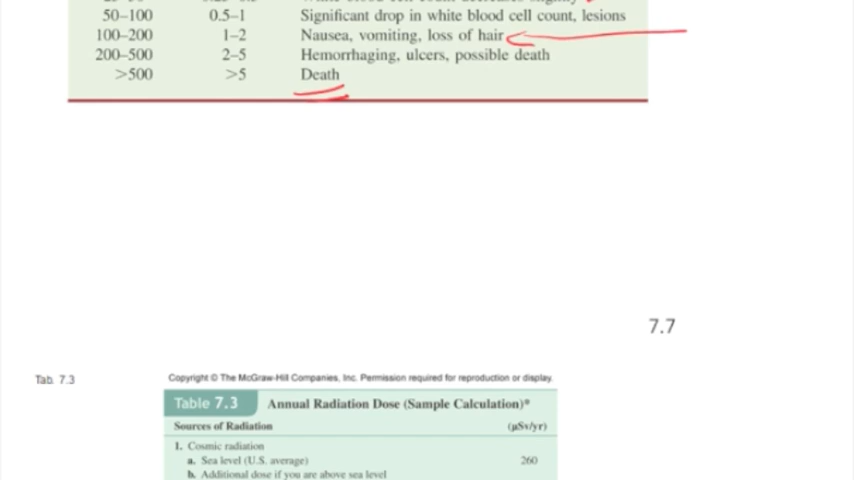 50–100 0.5–1 Significant drop in white blood cell count, lesions
100–200 1–2 Nausea, vomiting, loss of hair
200–500 2–5 Hemorrhaging, ulcers, possible death
>500 >5 Death
7.7
Tab. 7.3
Copyright © The McGraw-Hill Companies, Inc. Permission required for reproduction or display.
Table 7.3 Annual Radiation Dose (Sample Calculation)*
Sources of Radiation (μSv/yr)
1. Cosmic radiation
a. Sea level (U.S. average) 260
b. Additional dose if you are above sea level